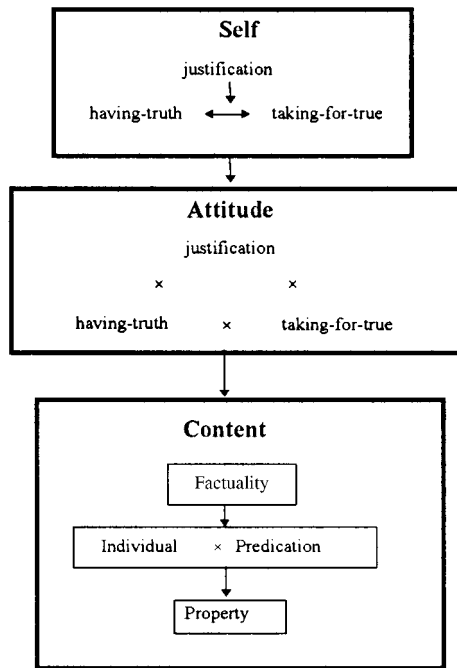 Self
justification
having-truth taking-for-true
Attitude
justification
× ×
having-truth × taking-for-true
Content
Factuality
Individual × Predication
Property